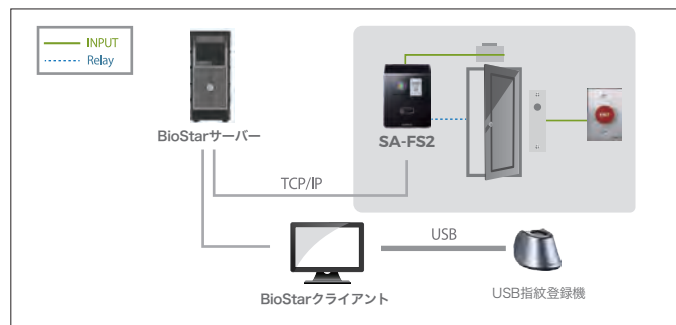 INPUT
Relay
BioStarサーバー
SA-FS2
EXIT
TCP/IP
USB
BioStarクライアント
USB指紋登録機